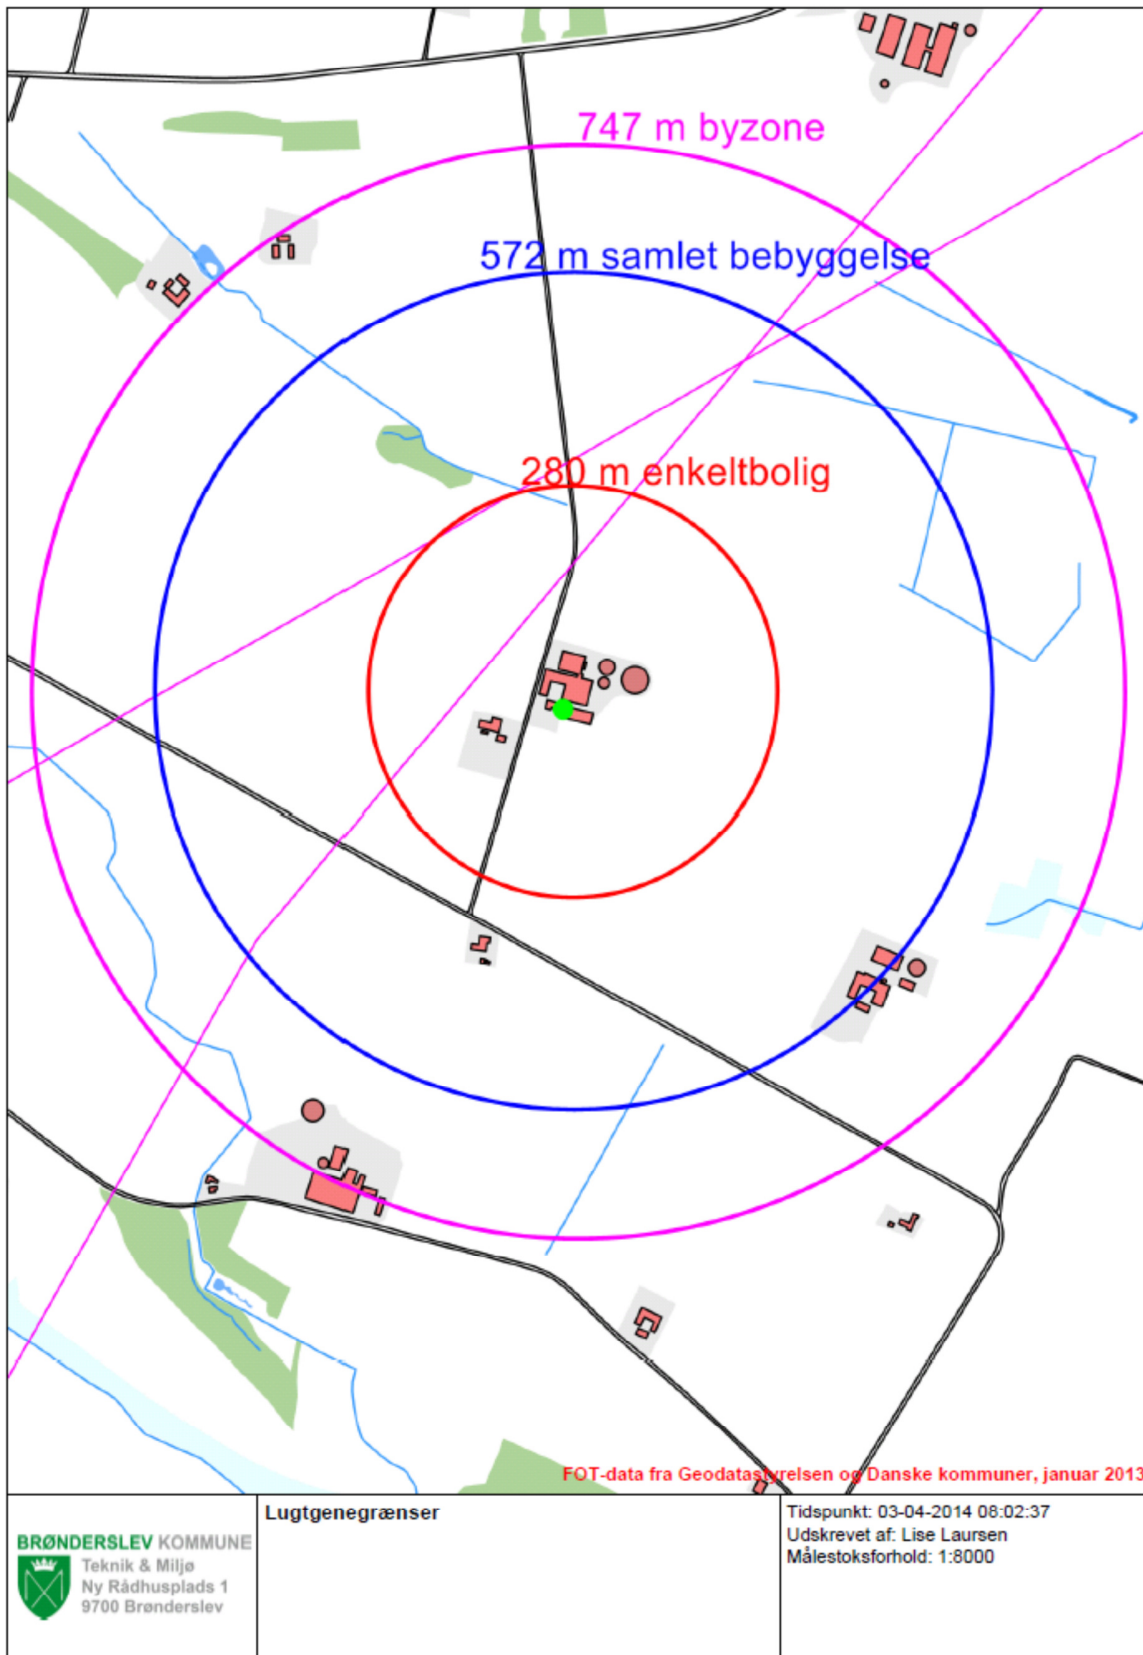 747 m byzone
572 m samlet bebyggelse
280 m enkeltbolig
FOT-data fra Geodatastyrelsen og Danske kommuner, januar 2013
BRØNDERSLEV KOMMUNE
Teknik & Miljø
Ny Rådhusplads 1
9700 Brønderslev
Lugtgenegrænser
Tidspunkt: 03-04-2014 08:02:37
Udskrevet af: Lise Laursen
Målestoksforhold: 1:8000